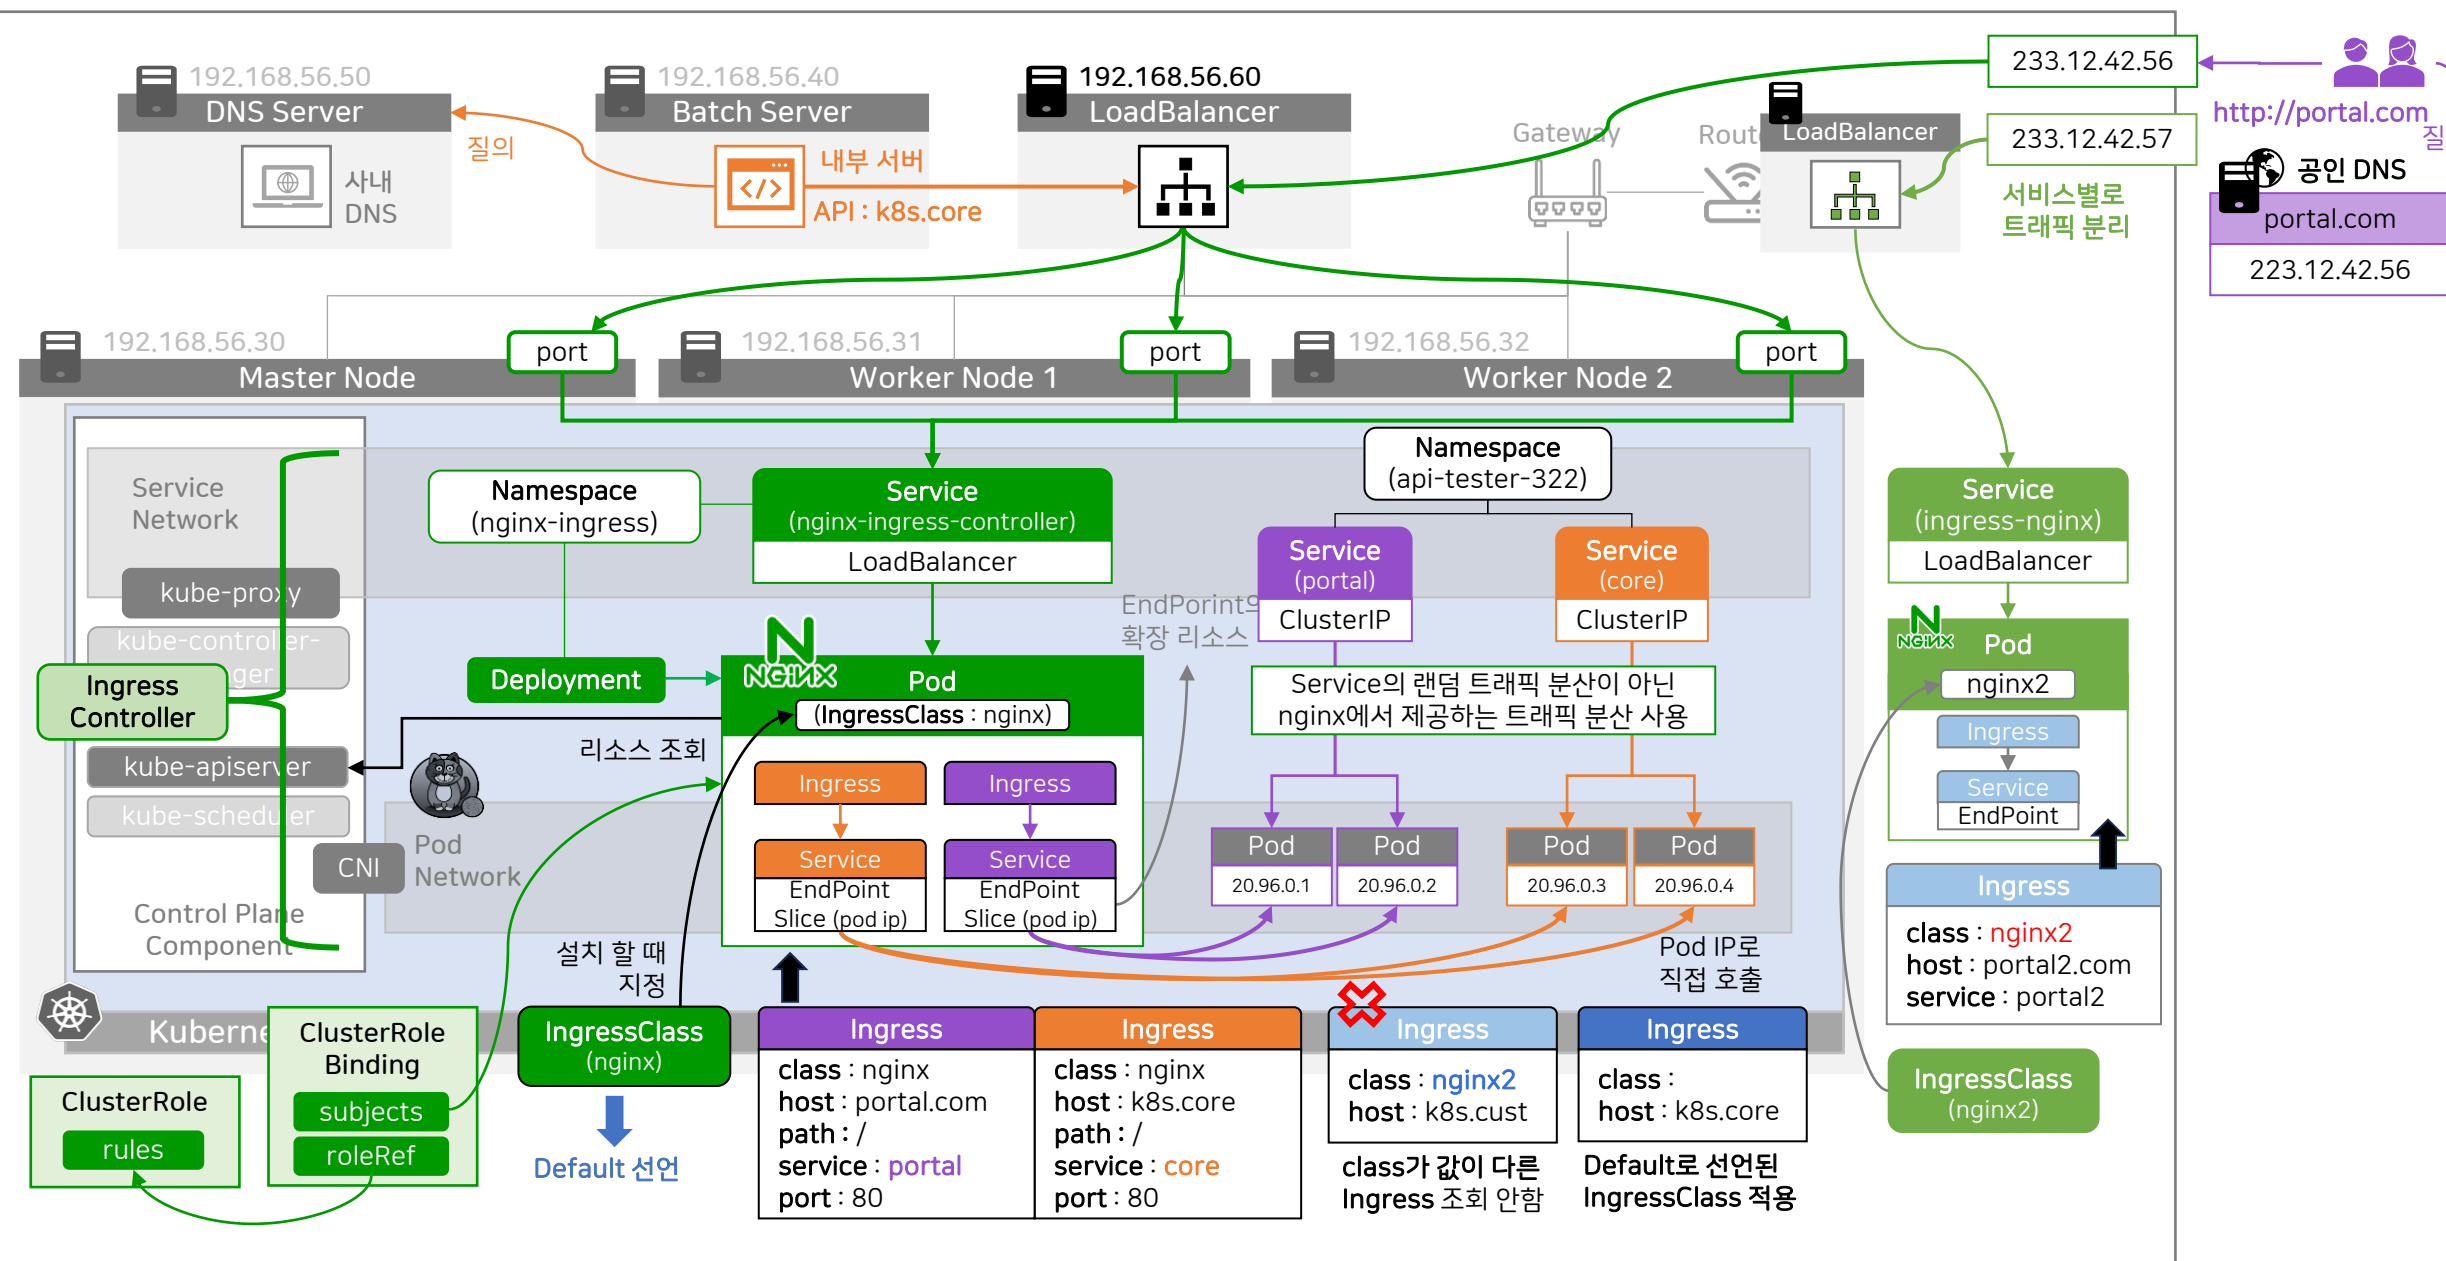 192.168.56.50
DNS Server
사내
DNS
질의
192.168.56.40
Batch Server
내부 서버
API : k8s.core
192.168.56.60
LoadBalancer
Gateway
LoadBalancer
233.12.42.56
233.12.42.57
서비스별로
트래픽 분리
http://portal.com
공인 DNS
portal.com
223.12.42.56
192.168.56.30
Master Node
port
192.168.56.31
Worker Node 1
port
192.168.56.32
Worker Node 2
port
Service
Network
kube-proxy
Ingress
Controller
kube-apiserver
kube-scheduler
CNI
Pod
Network
Control Plane
Component
Namespace
(nginx-ingress)
Service
(nginx-ingress-controller)
LoadBalancer
Deployment
NGINX
Pod
(IngressClass : nginx)
리소스 조회
Ingress
Service
EndPoint
Slice (pod ip)
Ingress
Service
EndPoint
Slice (pod ip)
EndPorint의
확장 리소스
Namespace
(api-tester-322)
Service
(portal)
ClusterIP
Service
(core)
ClusterIP
Service의 랜덤 트래픽 분산이 아닌
nginx에서 제공하는 트래픽 분산 사용
Pod
20.96.0.1
Pod
20.96.0.2
Pod
20.96.0.3
Pod
20.96.0.4
Pod IP로
직접 호출
설치 할 때
지정
ClusterRole
rules
ClusterRole
Binding
subjects
roleRef
IngressClass
(nginx)
Default 선언
Ingress
class : nginx
host : portal.com
path : /
service : portal
port : 80
Ingress
class : nginx
host : k8s.core
path : /
service : core
port : 80
Ingress
class : nginx2
host : k8s.cust
class가 값이 다른
Ingress 조회 안함
Ingress
class :
host : k8s.core
Default로 선언된
IngressClass 적용
Service
(ingress-nginx)
LoadBalancer
NGINX
Pod
nginx2
Ingress
Service
EndPoint
Ingress
class : nginx2
host : portal2.com
service : portal2
IngressClass
(nginx2)